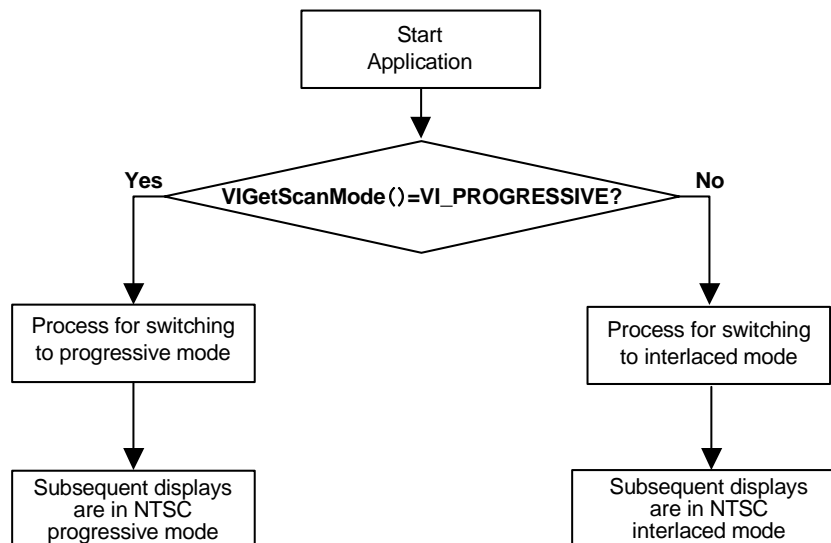 Start
Application
Yes
VIGetScanMode()=VI_PROGRESSIVE?
No
Process for switching
to progressive mode
Process for switching
to interlaced mode
Subsequent displays
are in NTSC
progressive mode
Subsequent displays
are in NTSC
interlaced mode